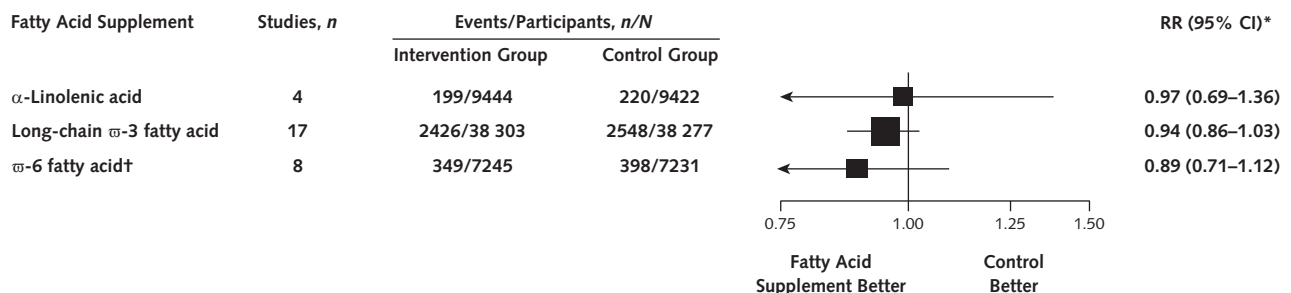 Fatty Acid Supplement Studies, n Events/Participants, n/N RR (95% CI)*
Intervention Group Control Group
α-Linolenic acid 4 199/9444 220/9422 0.97 (0.69–1.36)
Long-chain ϖ-3 fatty acid 17 2426/38 303 2548/38 277 0.94 (0.86–1.03)
ϖ-6 fatty acid† 8 349/7245 398/7231 0.89 (0.71–1.12)
0.75 1.00 1.25 1.50
Fatty Acid Control
Supplement Better Better